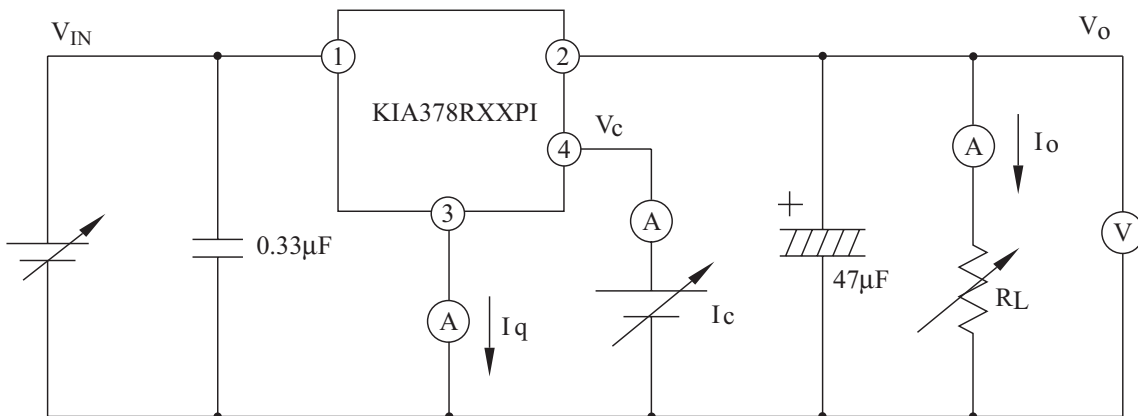 V_IN
V_o
1
2
KIA378RXXPI
V_c
4
A
I_o
3
A
+
V
0.33µF
47µF
R_L
A
I_q
I_c